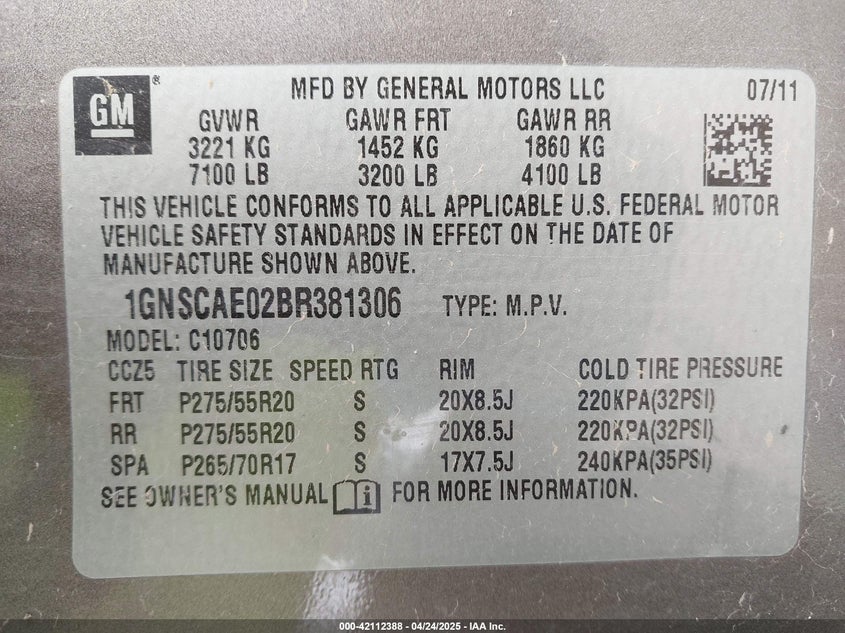 GM® MFD BY GENERAL MOTORS LLC 07/11
GVWR GAWR FRT GAWR RR
3221 KG 1452 KG 1860 KG
7100 LB 3200 LB 4100 LB
THIS VEHICLE CONFORMS TO ALL APPLICABLE U.S. FEDERAL MOTOR
VEHICLE SAFETY STANDARDS IN EFFECT ON THE DATE OF
MANUFACTURE SHOWN ABOVE.
1GNSCAE02BR381306 TYPE: M.P.V.
MODEL: C10706
CCZ5 TIRE SIZE SPEED RTG RIM COLD TIRE PRESSURE
FRT P275/55R20 S 20X8.5J 220KPA(32PSI)
RR P275/55R20 S 20X8.5J 220KPA(32PSI)
SPA P265/70R17 S 17X7.5J 240KPA(35PSI)
SEE OWNER'S MANUAL FOR MORE INFORMATION.
000-42112388 - 04/24/2025 - IAA Inc.